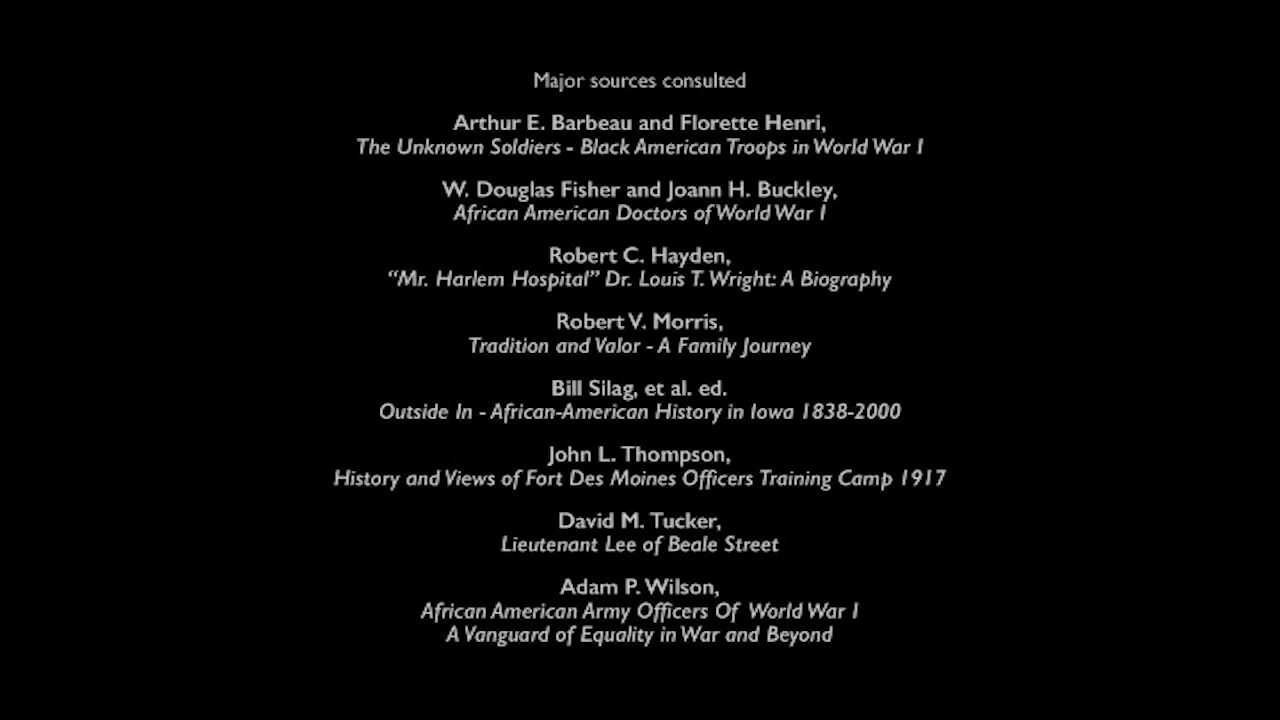 Major sources consulted
Arthur E. Barbeau and Florette Henri,
The Unknown Soldiers - Black American Troops in World War I
W. Douglas Fisher and Joann H. Buckley,
African American Doctors of World War I
Robert C. Hayden,
“Mr. Harlem Hospital” Dr. Louis T. Wright: A Biography
Robert V. Morris,
Tradition and Valor - A Family Journey
Bill Silag, et al. ed.
Outside In - African-American History in Iowa 1838-2000
John L. Thompson,
History and Views of Fort Des Moines Officers Training Camp 1917
David M. Tucker,
Lieutenant Lee of Beale Street
Adam P. Wilson,
African American Army Officers Of World War I
A Vanguard of Equality in War and Beyond